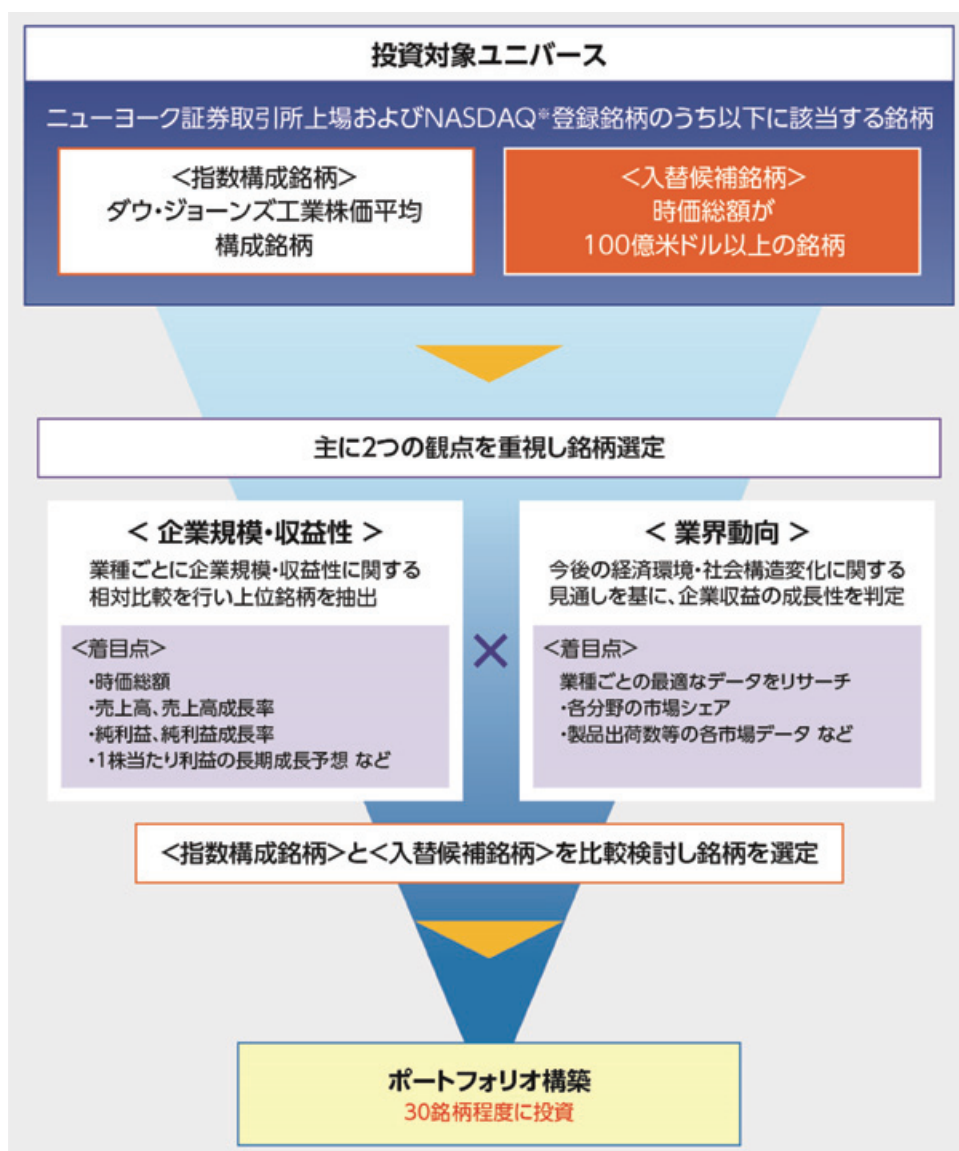 投資対象ユニバース
ニューヨーク証券取引所上場およびNASDAQ※登録銘柄のうち以下に該当する銘柄
＜指数構成銘柄＞
ダウ・ジョーンズ工業株価平均
構成銘柄
＜入替候補銘柄＞
時価総額が
100億米ドル以上の銘柄
主に2つの観点を重視し銘柄選定
＜ 企業規模・収益性 ＞
業種ごとに企業規模・収益性に関する
相対比較を行い上位銘柄を抽出
＜着目点＞
・時価総額
・売上高、売上高成長率
・純利益、純利益成長率
・1株当たり利益の長期成長予想 など
×
＜ 業界動向 ＞
今後の経済環境・社会構造変化に関する
見通しを基に、企業収益の成長性を判定
＜着目点＞
業種ごとの最適なデータをリサーチ
・各分野の市場シェア
・製品出荷数等の各市場データ など
＜指数構成銘柄＞と＜入替候補銘柄＞を比較検討し銘柄を選定
ポートフォリオ構築
30銘柄程度に投資